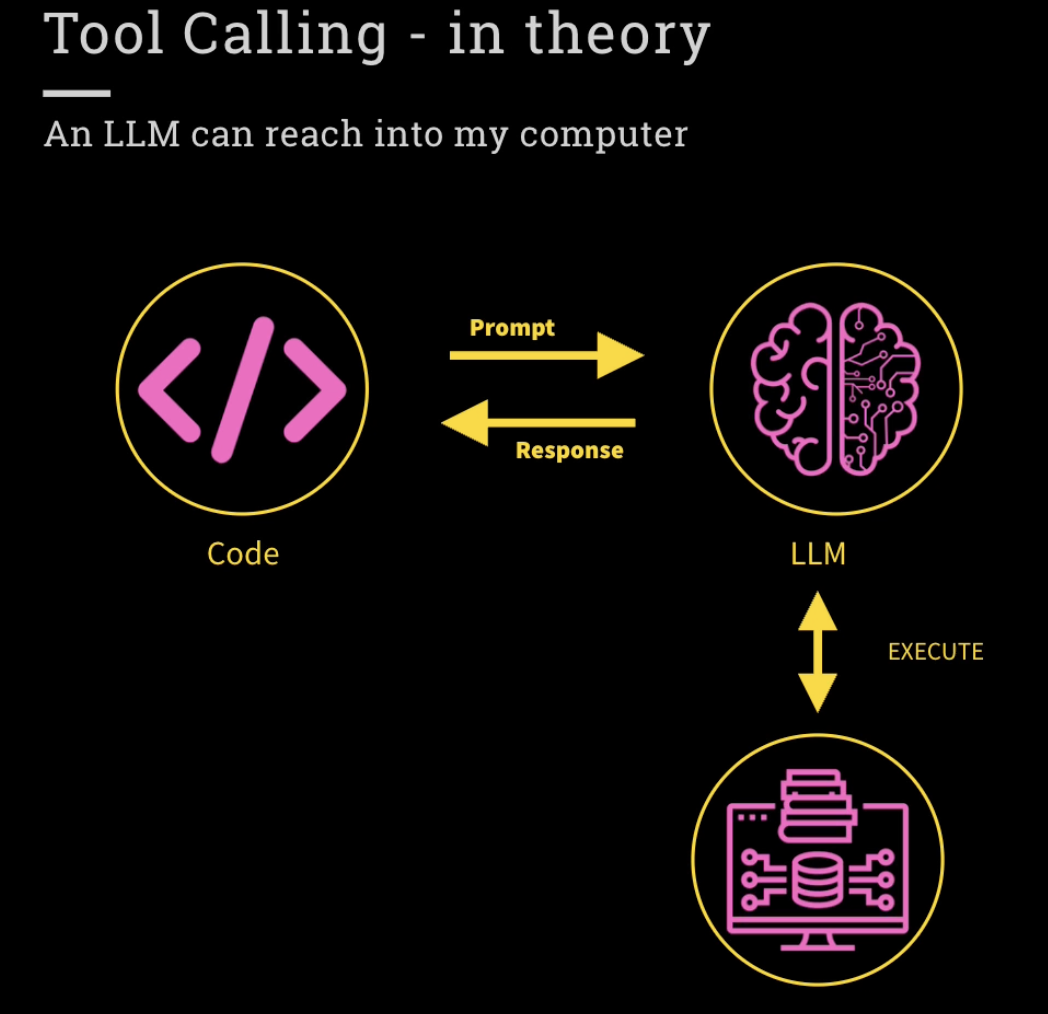 Tool Calling - in theory
An LLM can reach into my computer
Prompt
Response
Code
LLM
EXECUTE